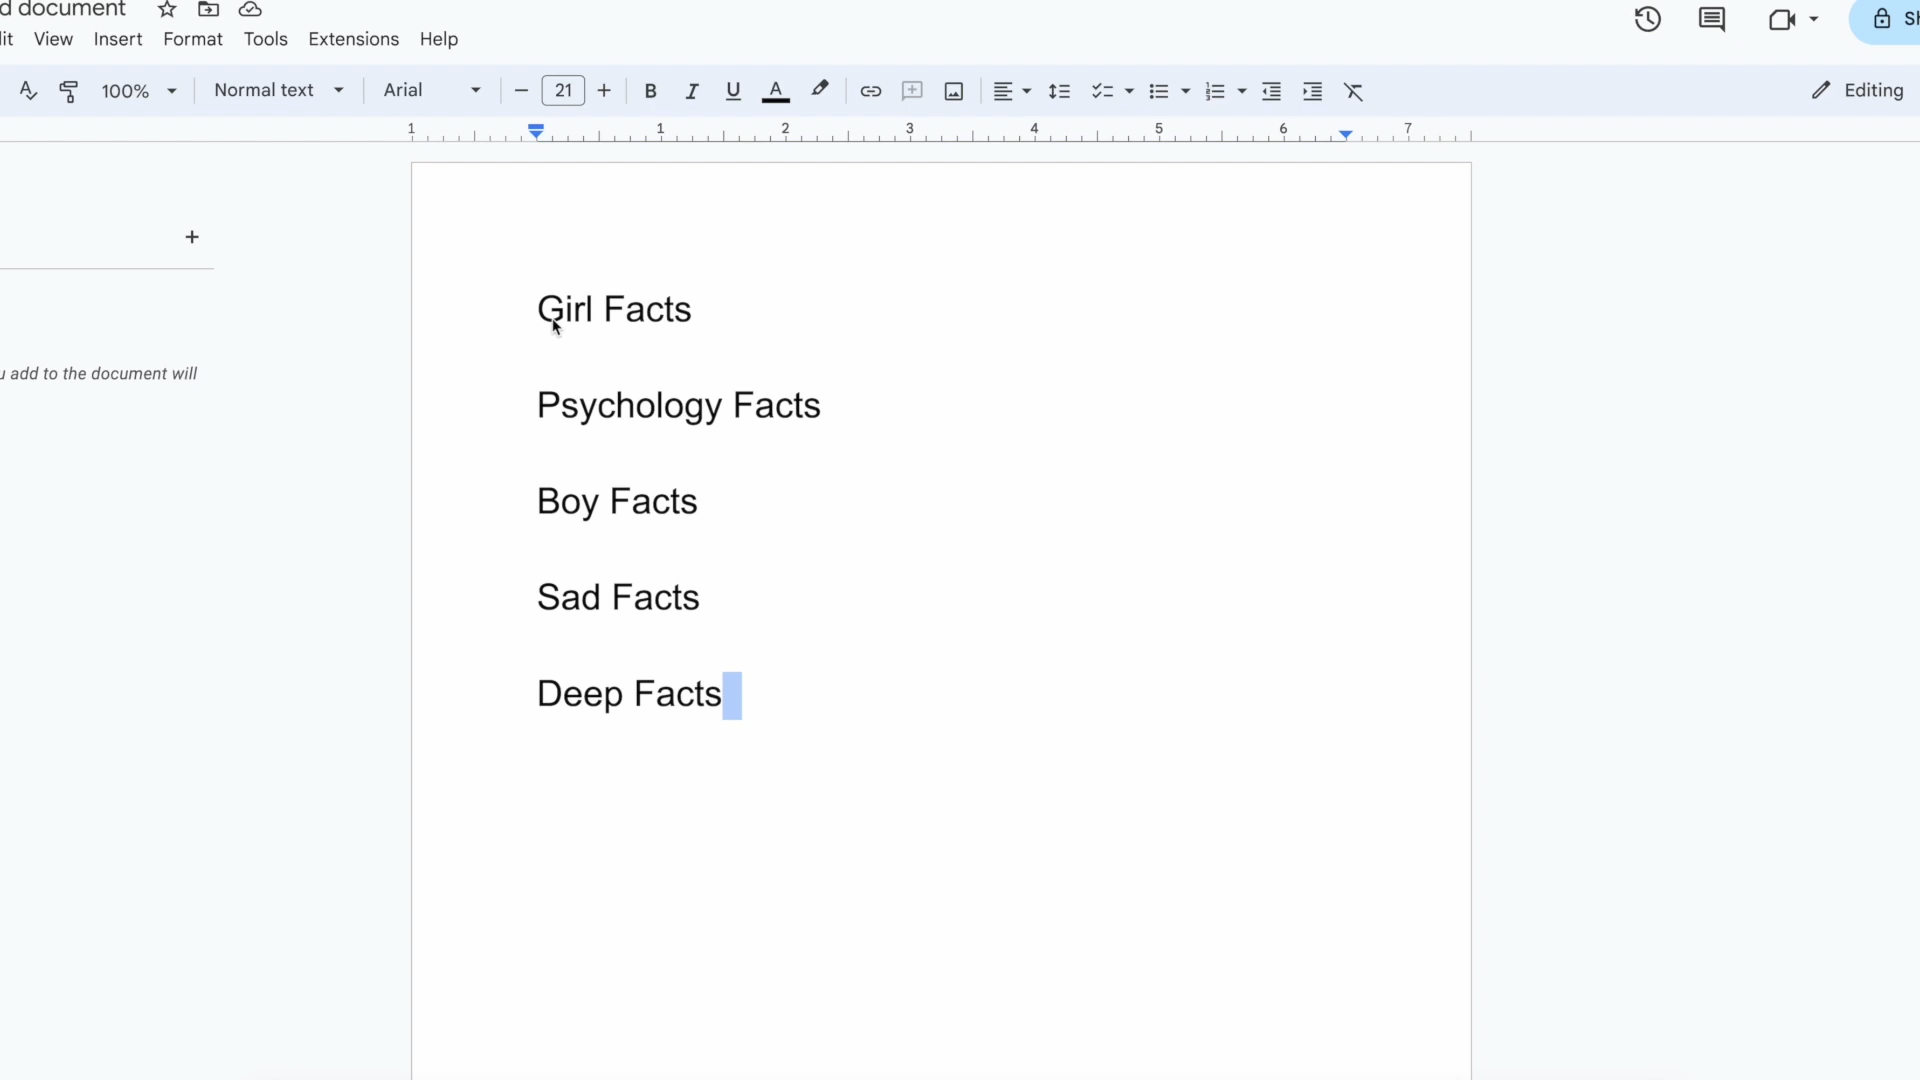 d document
it View Insert Format Tools Extensions Help
100% Normal text Arial 21 B I U A Editing
1 1 2 3 4 5 6 7
Girl Facts
u add to the document will
Psychology Facts
Boy Facts
Sad Facts
Deep Facts